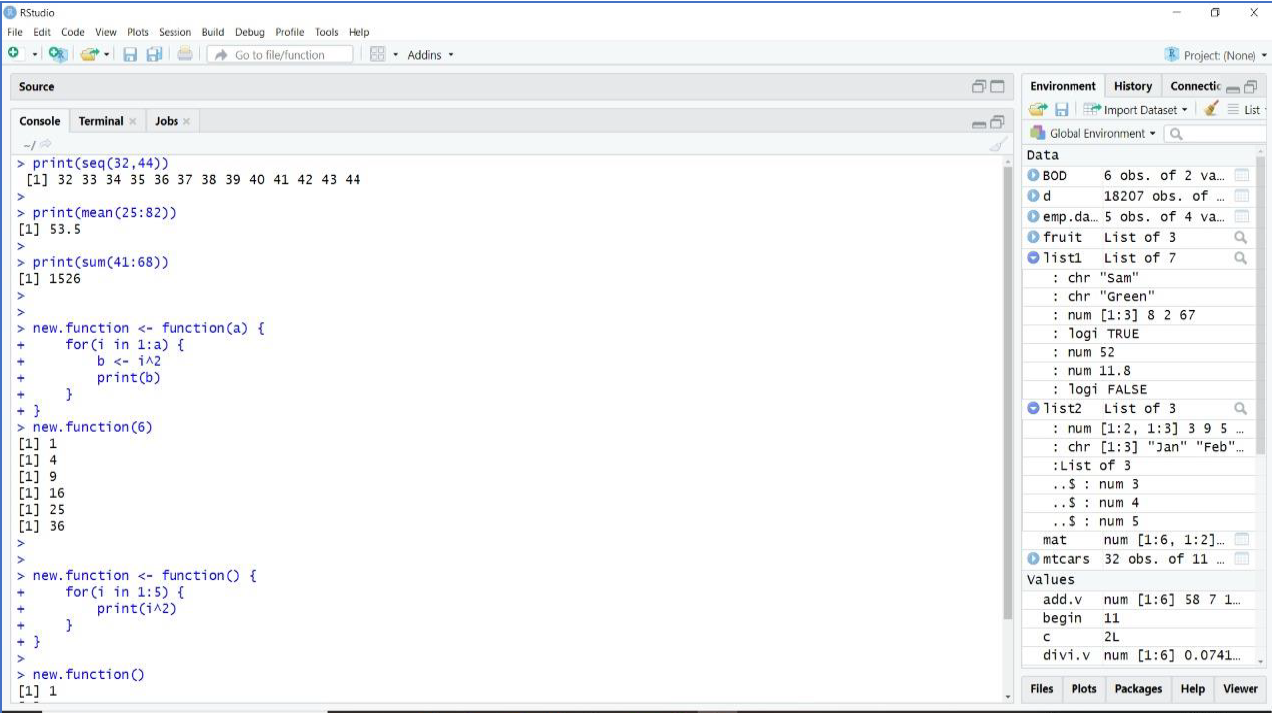 RStudio
File Edit Code View Plots Session Build Debug Profile Tools Help
Go to file/function Addins Project: (None)
Source
Console Terminal Jobs
~/
> print(seq(32,44))
[1] 32 33 34 35 36 37 38 39 40 41 42 43 44
>
> print(mean(25:82))
[1] 53.5
>
> print(sum(41:68))
[1] 1526
>
>
> new.function <- function(a) {
+     for(i in 1:a) {
+         b <- i^2
+         print(b)
+     }
+ }
> new.function(6)
[1] 1
[1] 4
[1] 9
[1] 16
[1] 25
[1] 36
>
>
> new.function <- function() {
+     for(i in 1:5) {
+         print(i^2)
+     }
+ }
>
> new.function()
[1] 1
Environment History Connectic
Import Dataset List
Global Environment
Data
BOD 6 obs. of 2 va…
d 18207 obs. of …
emp.da… 5 obs. of 4 va…
fruit List of 3
list1 List of 7
: chr "Sam"
: chr "Green"
: num [1:3] 8 2 67
: logi TRUE
: num 52
: num 11.8
: logi FALSE
list2 List of 3
: num [1:2, 1:3] 3 9 5 …
: chr [1:3] "Jan" "Feb"…
:List of 3
..$ : num 3
..$ : num 4
..$ : num 5
mat num [1:6, 1:2]…
mtcars 32 obs. of 11 …
Values
add.v num [1:6] 58 7 1…
begin 11
c 2L
divi.v num [1:6] 0.0741…
Files Plots Packages Help Viewer